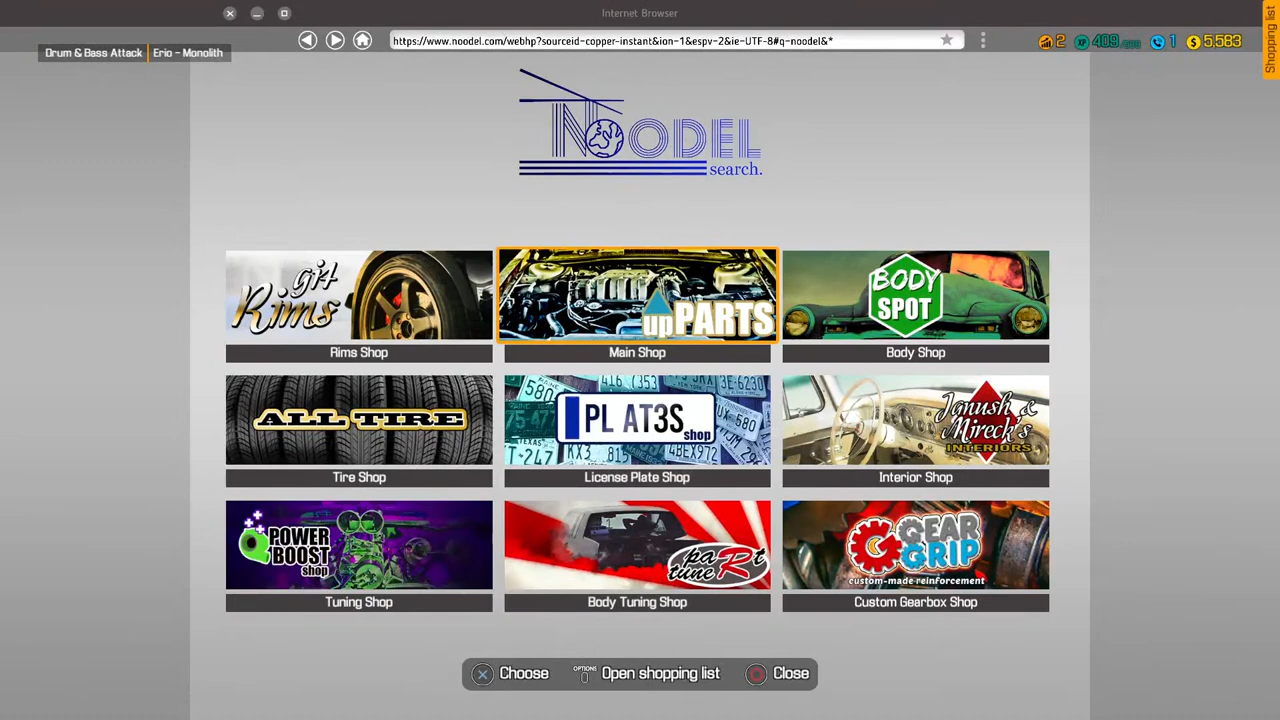 Internet Browser
Shopping list
https://www.noodel.com/webhp?sourceid-copper-instant&ion-1&espv-2&ie-UTF-8#q-noodel&*
Drum & Bass Attack Erio - Monolith
2 XP 409 1 $ 5,583
NOODEL
search.
git Rims
upPARTS
BODY SPOT
Rims Shop
Main Shop
Body Shop
ALL TIRE
PL AT3S shop
Janush & Mireck's INTERIORS
Tire Shop
License Plate Shop
Interior Shop
POWER BOOST shop
paRt tuneR
GEAR GRIP
custom-made reinforcement
Tuning Shop
Body Tuning Shop
Custom Gearbox Shop
Choose OPTIONS Open shopping list Close